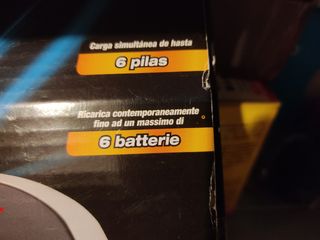 Carga simultánea de hasta
6 pilas
Ricarica contemporaneamente
fino ad un massimo di
6 batterie